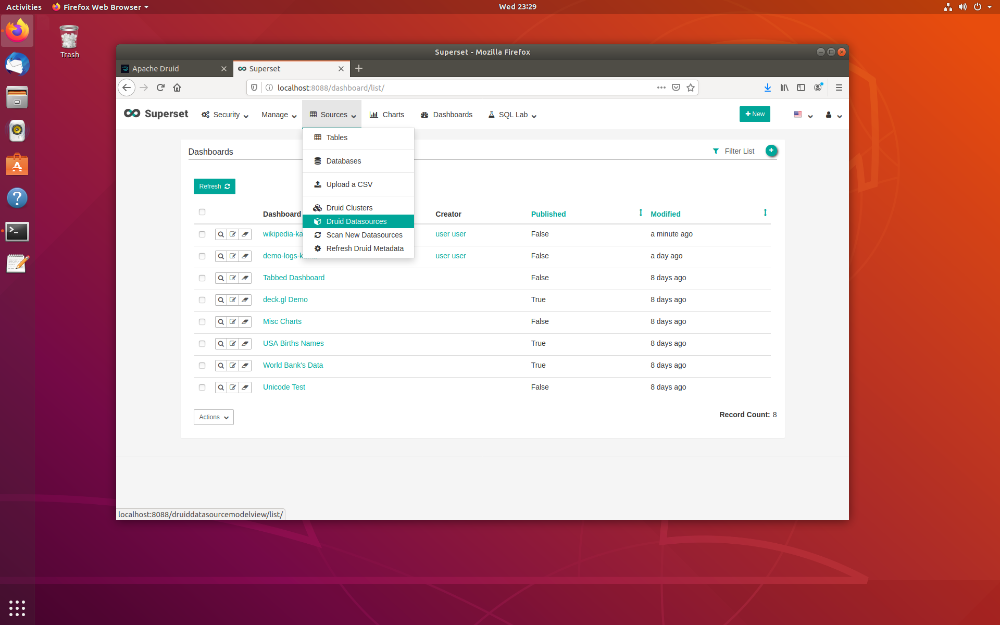 Activities Firefox Web Browser Wed 23:29
Trash
Superset - Mozilla Firefox
Apache Druid Superset
localhost:8088/dashboard/list/
Superset Security Manage Sources Charts Dashboards SQL Lab + New
Tables
Databases
Upload a CSV
Druid Clusters
Druid Datasources
Scan New Datasources
Refresh Druid Metadata
Dashboards Filter List
Refresh
Dashboard Creator Published Modified
wikipedia-ka user user False a minute ago
demo-logs-kafka user user False a day ago
Tabbed Dashboard False 8 days ago
deck.gl Demo True 8 days ago
Misc Charts False 8 days ago
USA Births Names True 8 days ago
World Bank's Data True 8 days ago
Unicode Test False 8 days ago
Actions Record Count: 8
localhost:8088/druiddatasourcemodelview/list/